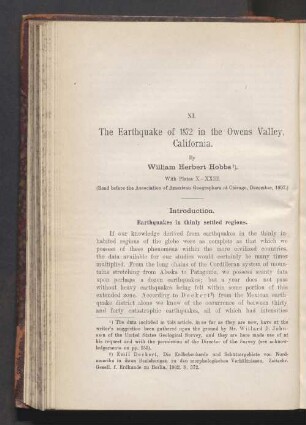 XI.
The Earthquake of 1872 in the Owens Valley,
California.
By
William Herbert Hobbs¹).
With Plates X—XXIII.
(Read before the Association of American Geographers at Chicago, December, 1907.)
Introduction.
Earthquakes in thinly settled regions.
If our knowledge derived from earthquakes in the thinly in-
habited regions of the globe were as complete as that which we
possess of these phenomena within the more civilized countries,
the data available for our studies would certainly be many times
multiplied. From the long chains of the Cordilleran system of moun-
tains stretching from Alaska to Patagonia, we possess scanty data
upon perhaps a dozen earthquakes; but a year does not pass
without heavy earthquakes being felt within some portion of this
extended zone. According to Deckert²) from the Mexican earth-
quake district alone we know of the occurrence of between thirty
and forty catastrophic earthquakes, all of which had intensities
¹) The data included in this article, in so far as they are new, have at the
writer's suggestion been gathered upon the ground by Mr. Willard D. John-
son of the United States Geological Survey, and they are here made use of at
his request and with the permission of the Director of the Survey (see acknow-
ledgements on pp.
²) Emil Deckert, Die Erdbebenherde und Schüttergebiete von Nord-
amerika in ihren Beziehungen zu den morphologischen Verhältnissen. Zeitschr.
Gesell. f. Erdkunde zu Berlin, 1902. S. 372.